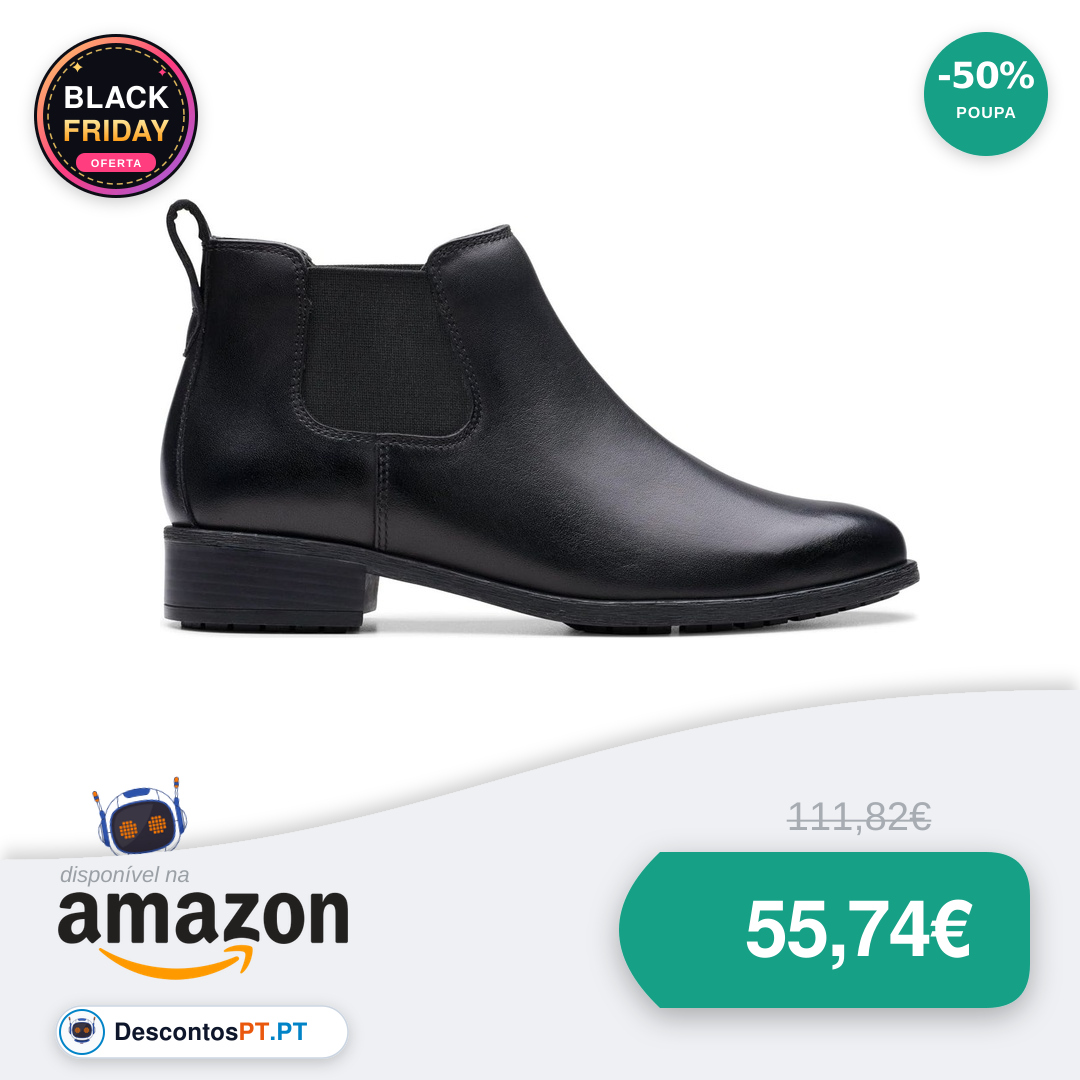 BLACK
FRIDAY
OFERTA
-50%
POUPA
111,82€
55,74€
disponível na
amazon
DescontosPT.PT